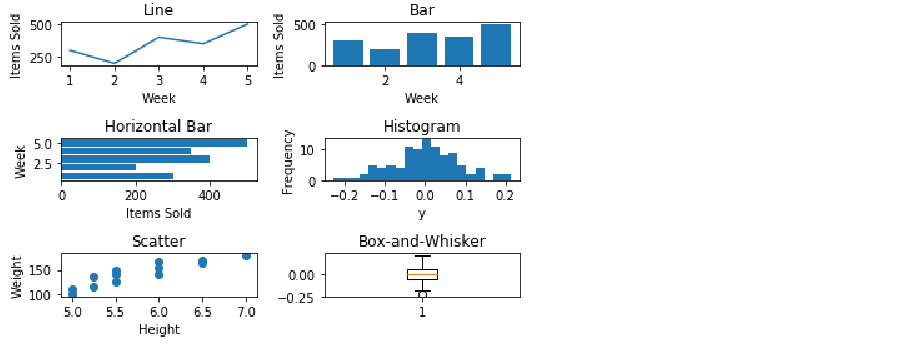 Line
Items Sold
500
250
1 2 3 4 5
Week
Bar
Items Sold
500
0
2 4
Week
Horizontal Bar
Week
5.0
2.5
0 200 400
Items Sold
Histogram
Frequency
10
0
−0.2 −0.1 0.0 0.1 0.2
y
Scatter
Weight
150
100
5.0 5.5 6.0 6.5 7.0
Height
Box-and-Whisker
0.00
−0.25
1